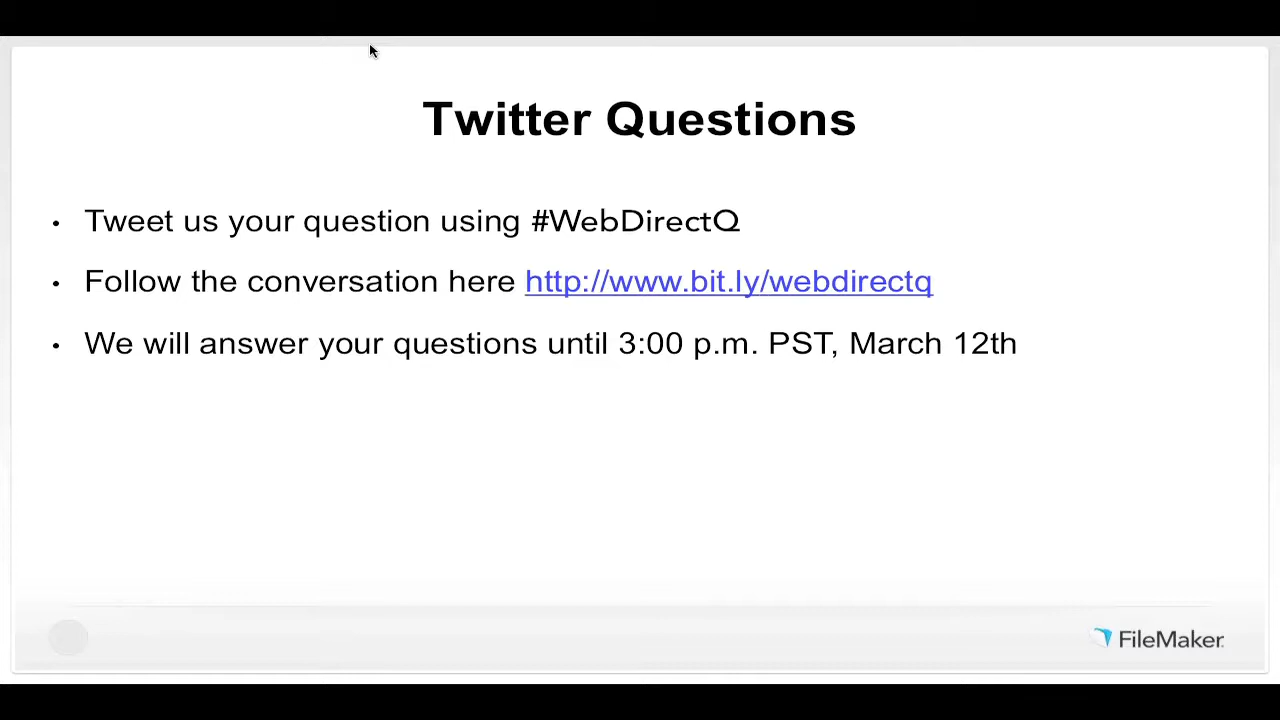 Twitter Questions
• Tweet us your question using #WebDirectQ
• Follow the conversation here http://www.bit.ly/webdirectq
• We will answer your questions until 3:00 p.m. PST, March 12th
FileMaker